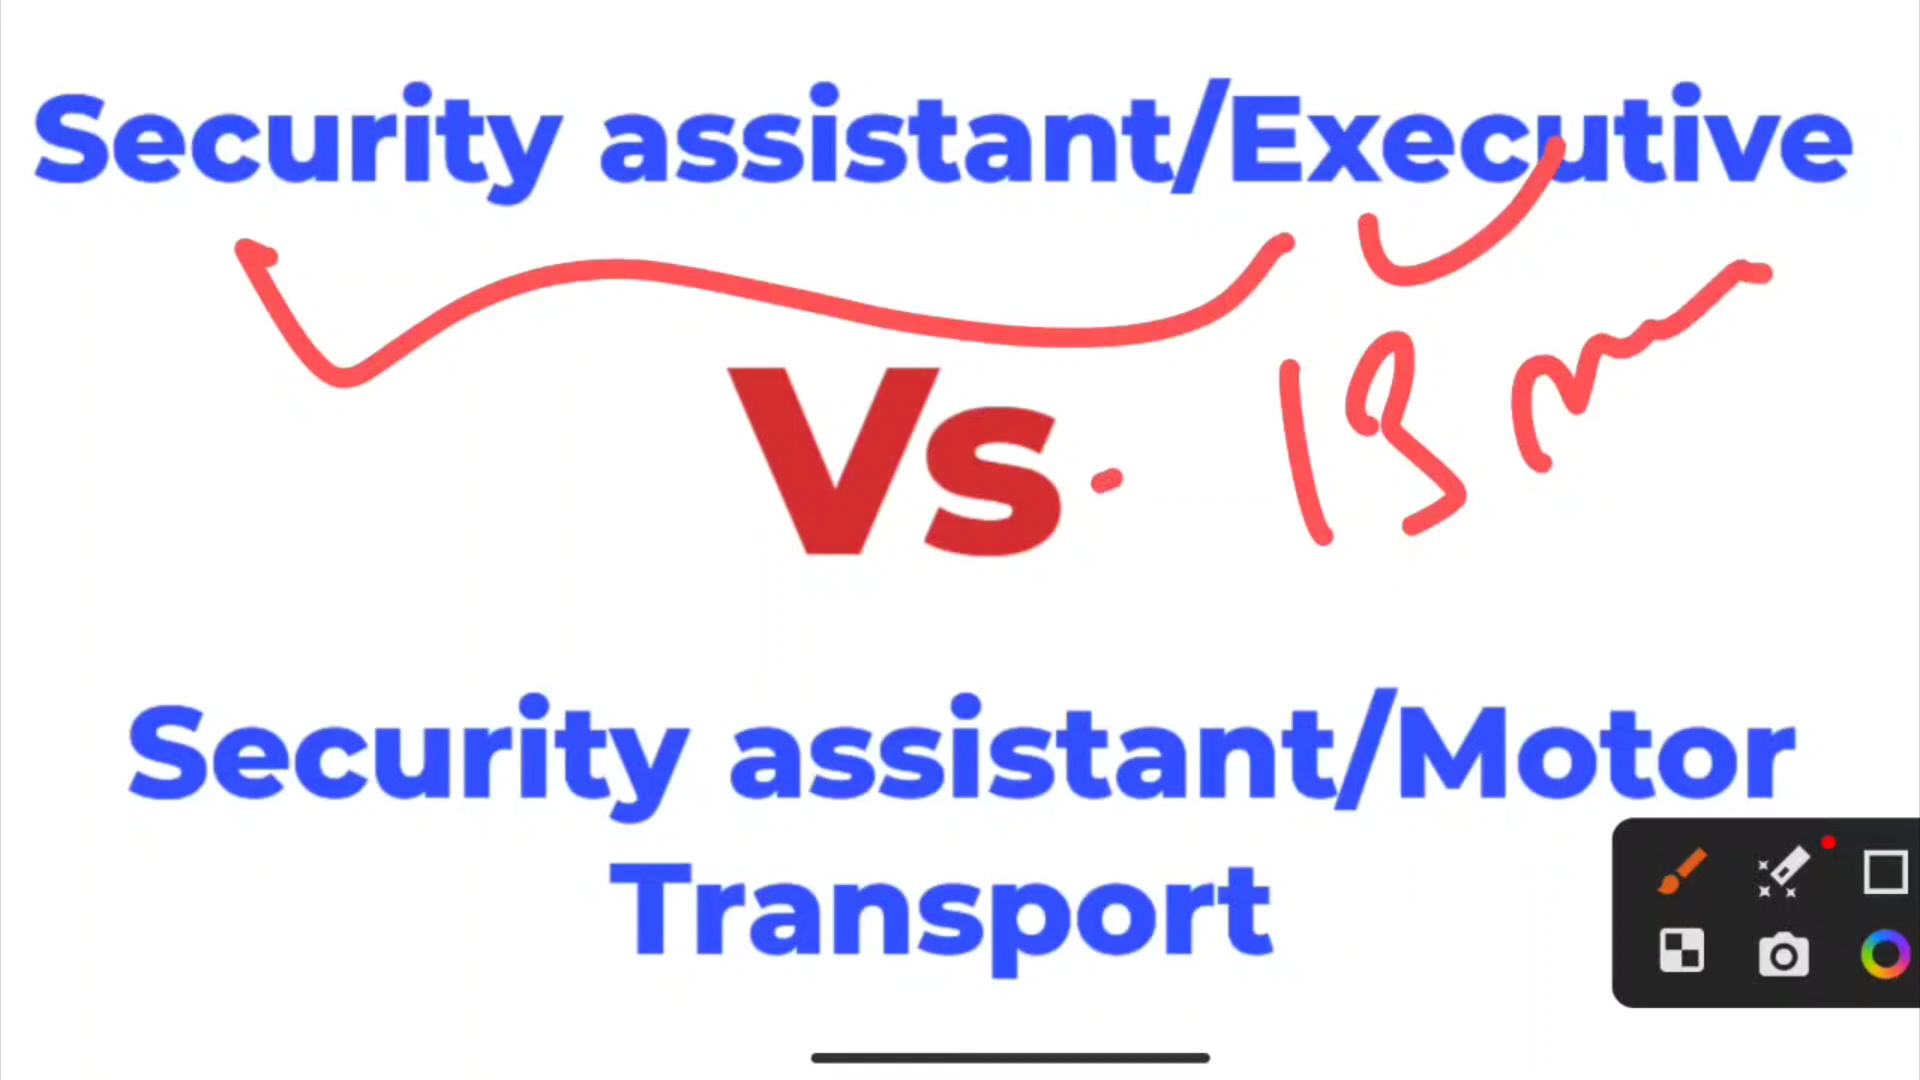 Security assistant/Executive
Vs
Security assistant/Motor
Transport